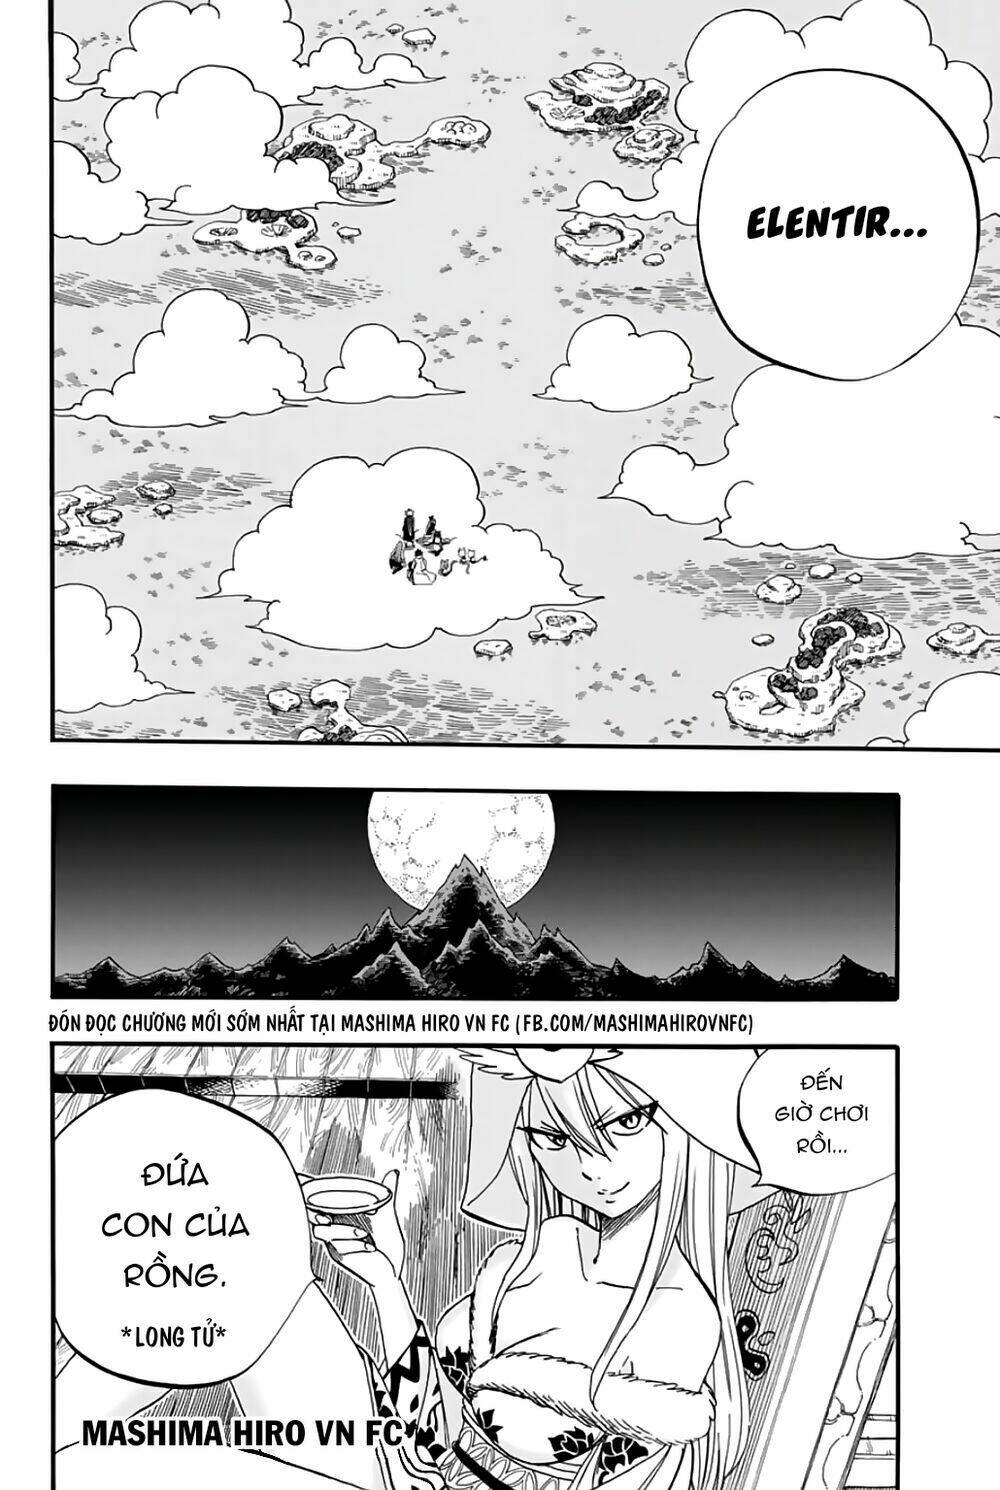 ELENTIR...
ĐÓN ĐỌC CHƯƠNG MỚI SỚM NHẤT TẠI MASHIMA HIRO VN FC (FB.COM/MASHIMAHIROVNFC)
ĐẾN
GIỜ CHƠI
RỒI...
ĐỨA
CON CỦA
RỒNG.
*LONG TỬ*
MASHIMA HIRO VN FC